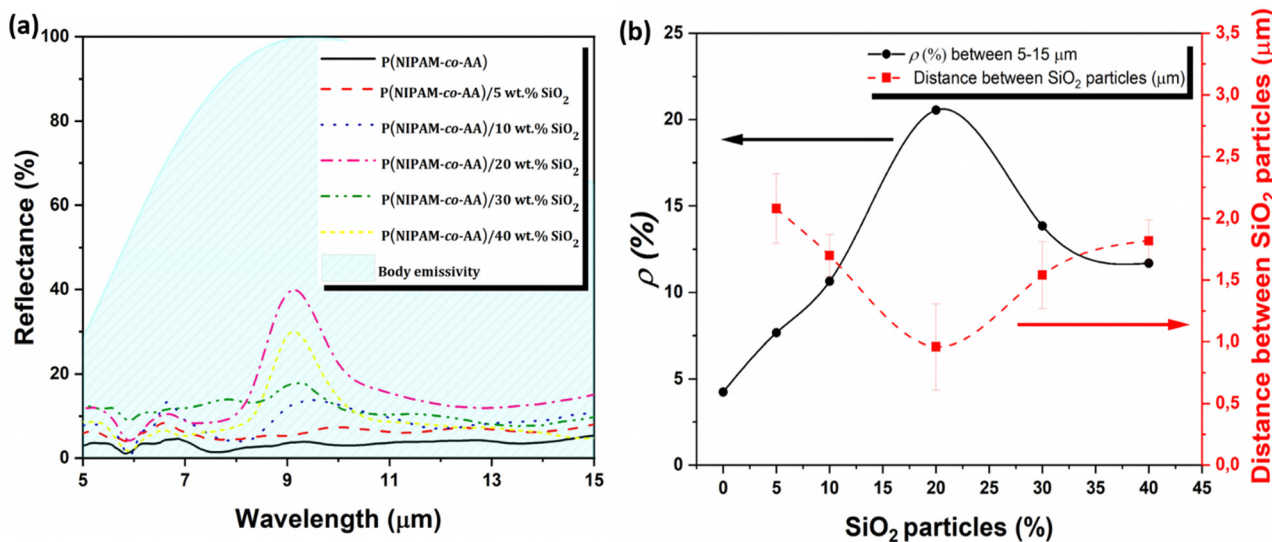 (a)
Reflectance (%)
100
80
60
40
20
0
P(NIPAM-co-AA)
P(NIPAM-co-AA)/5 wt.% SiO₂
P(NIPAM-co-AA)/10 wt.% SiO₂
P(NIPAM-co-AA)/20 wt.% SiO₂
P(NIPAM-co-AA)/30 wt.% SiO₂
P(NIPAM-co-AA)/40 wt.% SiO₂
Body emissivity
5 7 9 11 13 15
Wavelength (μm)
(b)
ρ (%)
25
20
15
10
5
0
ρ (%) between 5-15 μm
Distance between SiO₂ particles (μm)
0 5 10 15 20 25 30 35 40 45
SiO₂ particles (%)
3,5
3,0
2,5
2,0
1,5
1,0
0,5
0,0
Distance between SiO₂ particles (μm)